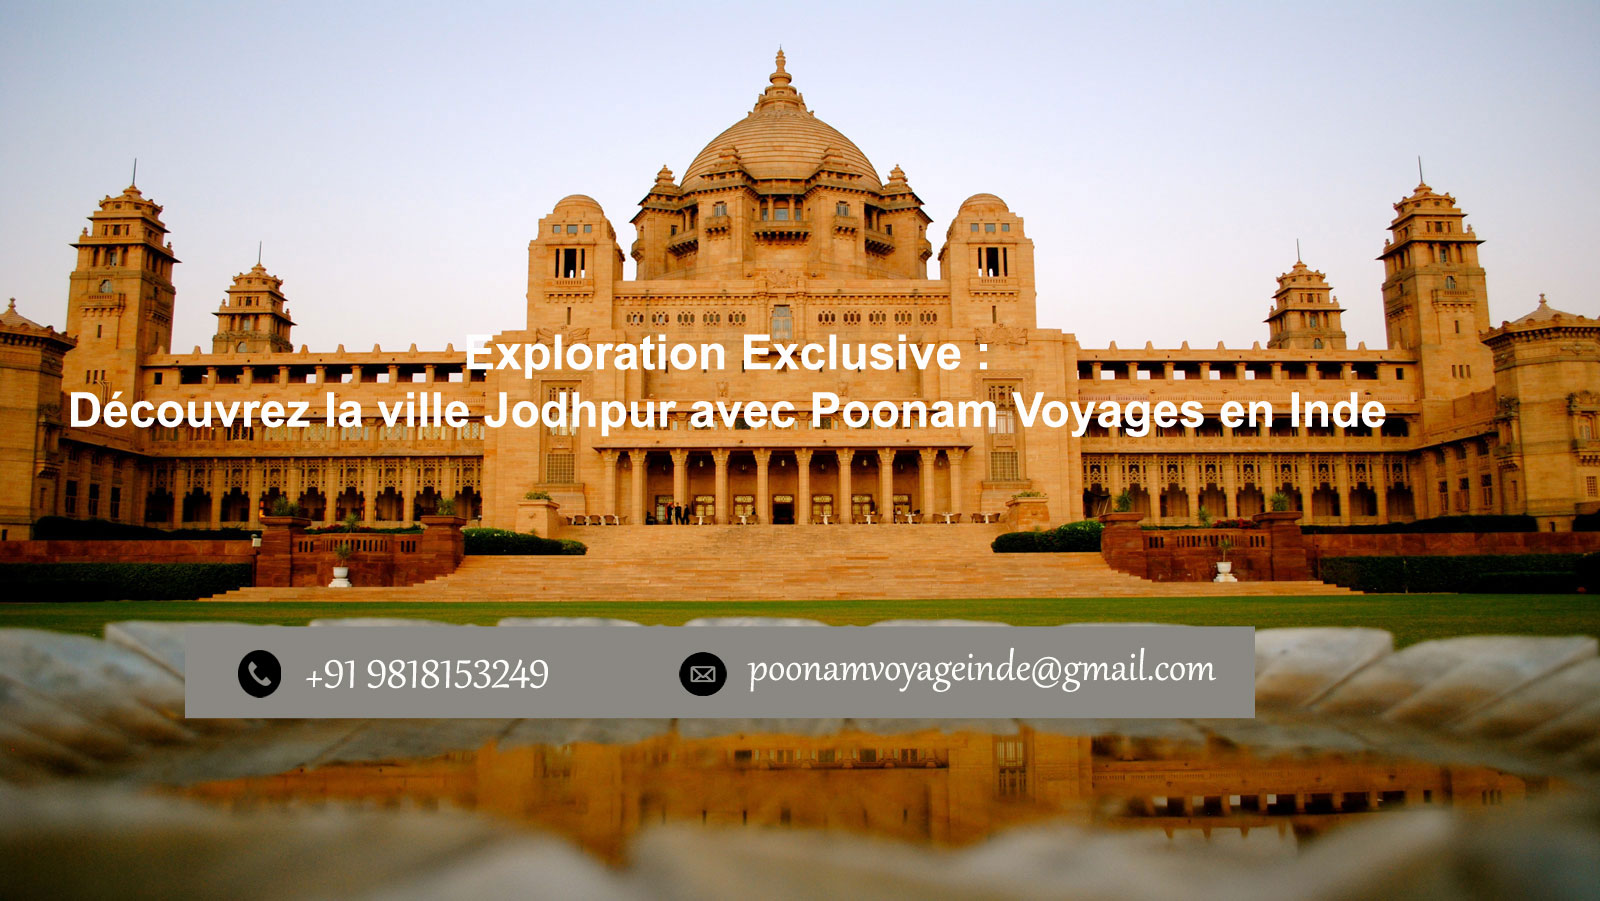 Exploration Exclusive :
Découvrez la ville Jodhpur avec Poonam Voyages en Inde
+91 9818153249
poonamvoyageinde@gmail.com